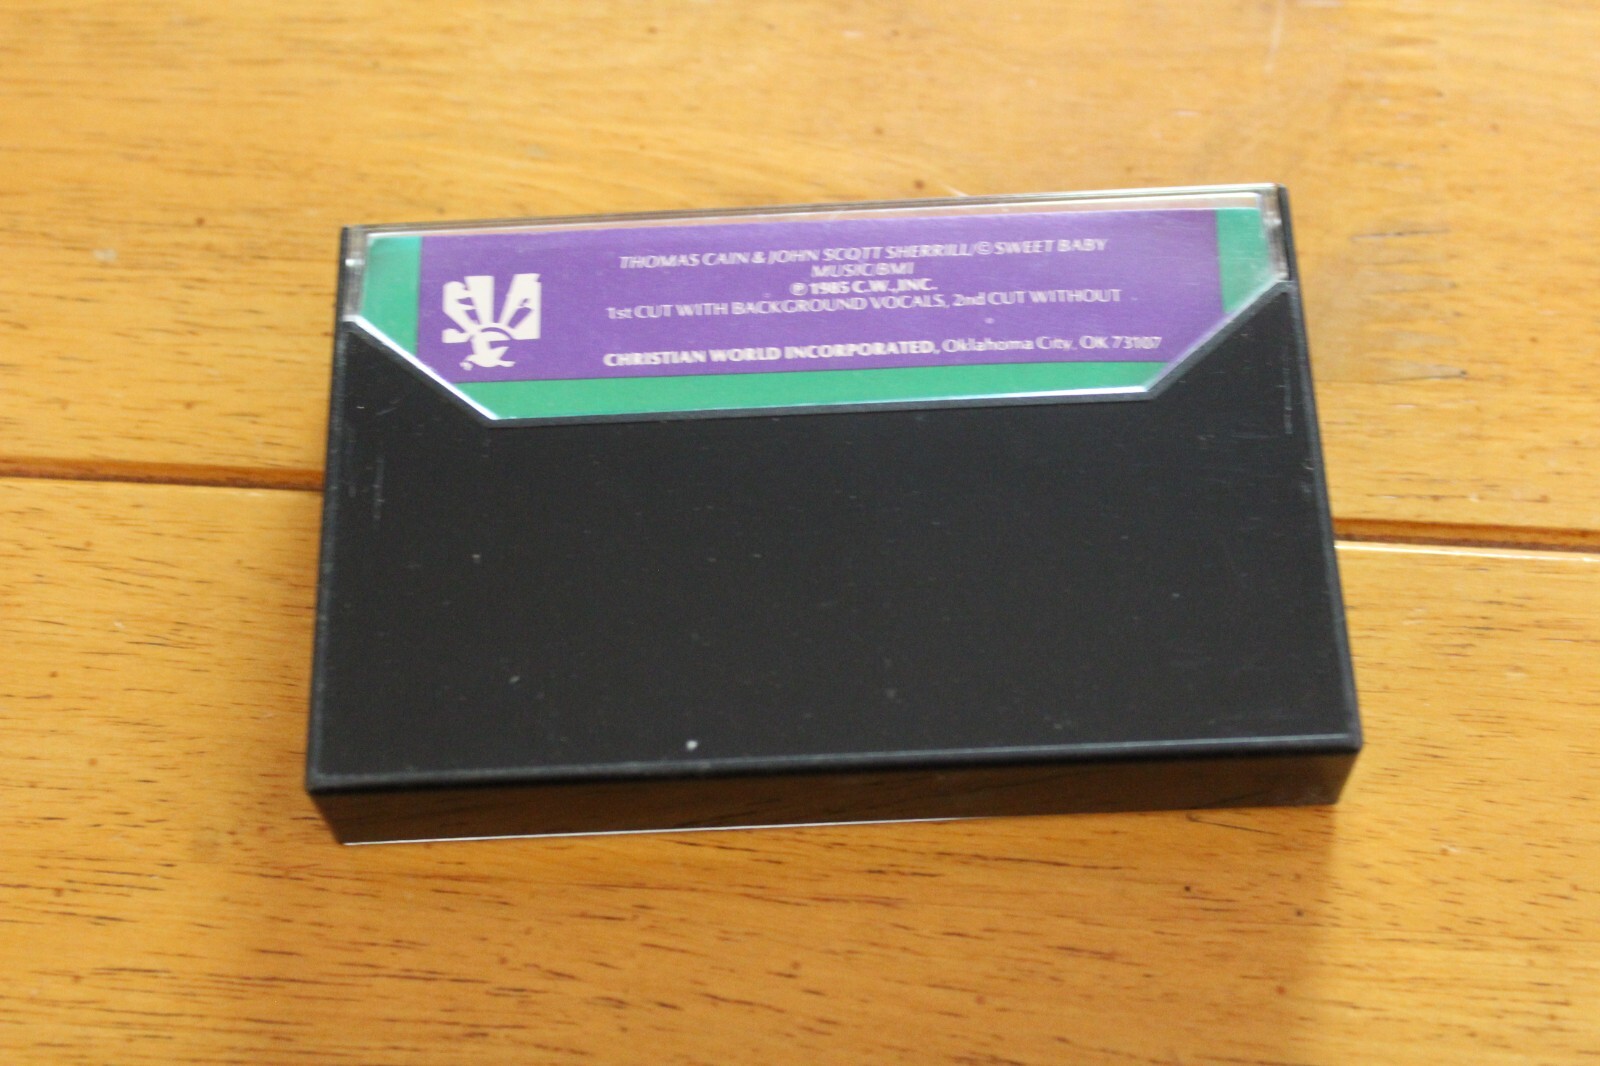 THOMAS CAIN & JOHN SCOTT SHERRILL/© SWEET BABY
MUSIC/BMI
℗ 1985 C.W., INC.
1st CUT WITH BACKGROUND VOCALS, 2nd CUT WITHOUT
CHRISTIAN WORLD INCORPORATED, Oklahoma City, OK 73107